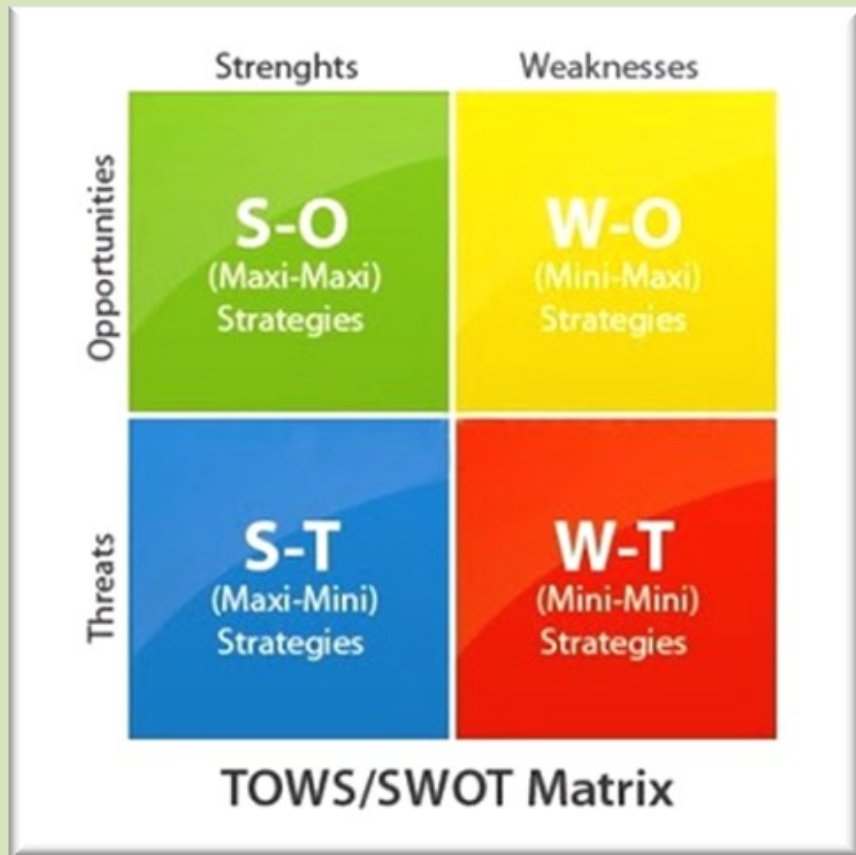 Strenghts
Weaknesses
Opportunities
S-O
(Maxi-Maxi)
Strategies
W-O
(Mini-Maxi)
Strategies
Threats
S-T
(Maxi-Mini)
Strategies
W-T
(Mini-Mini)
Strategies
TOWS/SWOT Matrix